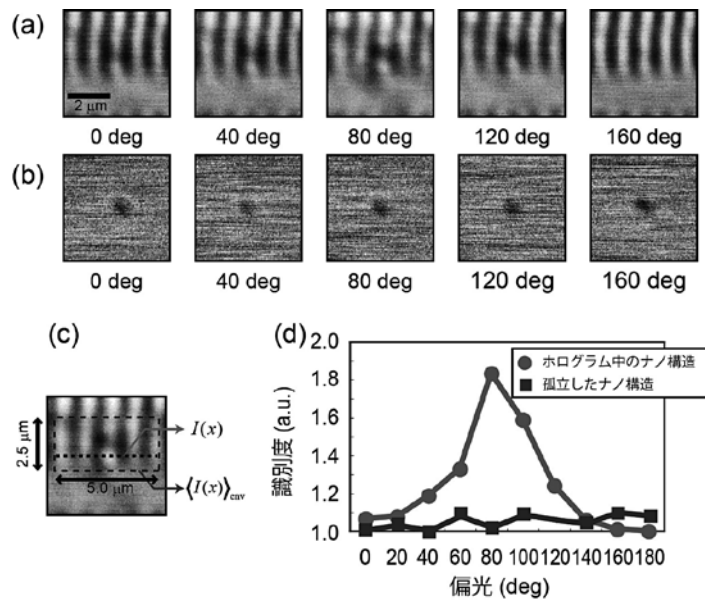 (a)
2 μm
0 deg 40 deg 80 deg 120 deg 160 deg
(b)
0 deg 40 deg 80 deg 120 deg 160 deg
(c)
2.5 μm
I(x)
5.0 μm
⟨I(x)⟩env
(d)
2.0
1.8
1.6
1.4
1.2
1.0
識別度 (a.u.)
ホログラム中のナノ構造
孤立したナノ構造
0 20 40 60 80 100 120 140 160 180
偏光 (deg)